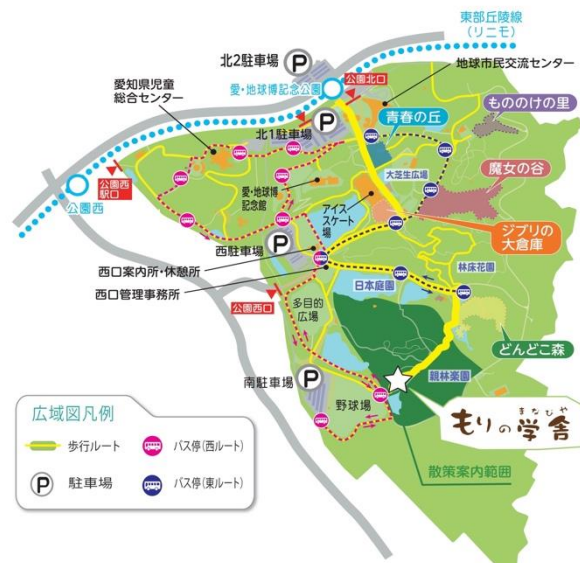 東部丘陵線
(リニモ)
北2駐車場
P
公園北口
地球市民交流センター
愛・地球博記念公園
愛知県児童
総合センター
P
北1駐車場
青春の丘
もののけの里
公園西
駅口
公園西
大芝生広場
魔女の谷
愛・地球博
記念館
アイス
スケート
場
ジブリの
大倉庫
西駐車場
P
西口案内所・休憩所
西口管理事務所
林床花園
日本庭園
公園西口
多目的
広場
どんどこ森
南駐車場
P
親林楽園
野球場
まなびや
もりの学舎
散策案内範囲
広域図凡例
歩行ルート
バス停(西ルート)
P
駐車場
バス停(東ルート)